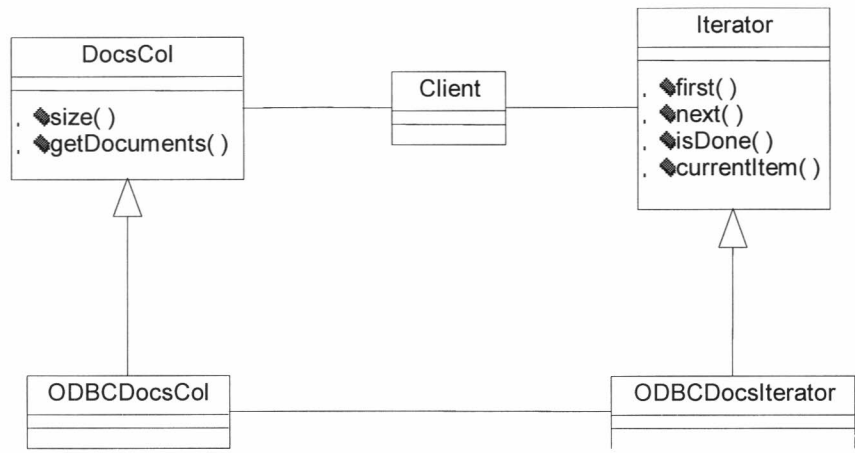 DocsCol
size( )
getDocuments( )
Client
Iterator
first( )
next( )
isDone( )
currentItem( )
ODBCDocsCol
ODBCDocsIterator